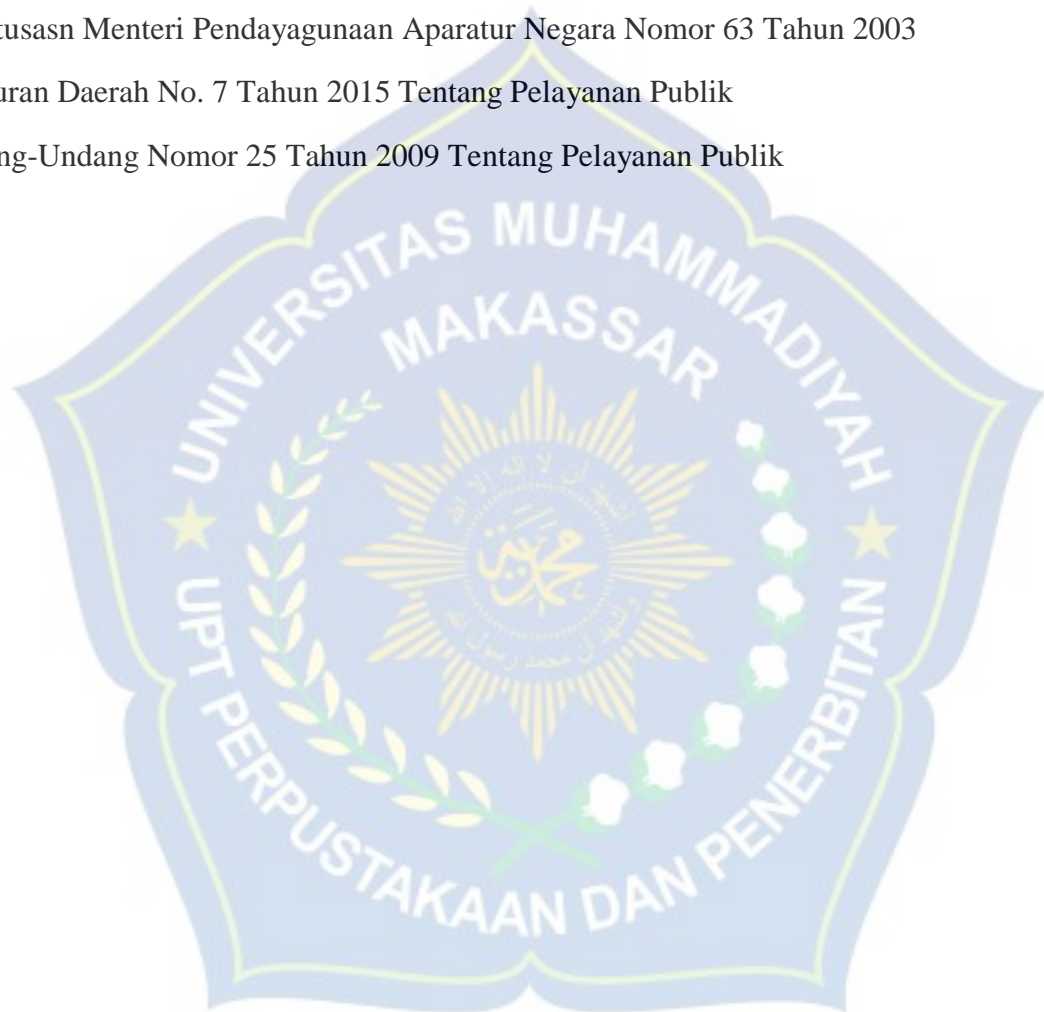 tusasn Menteri Pendayagunaan Aparatur Negara Nomor 63 Tahun 2003
uran Daerah No. 7 Tahun 2015 Tentang Pelayanan Publik
ng-Undang Nomor 25 Tahun 2009 Tentang Pelayanan Publik
UNIVERSITAS MUHAMMADIYAH
MAKASSAR
UPT PERPUSTAKAAN DAN PENERBITAN